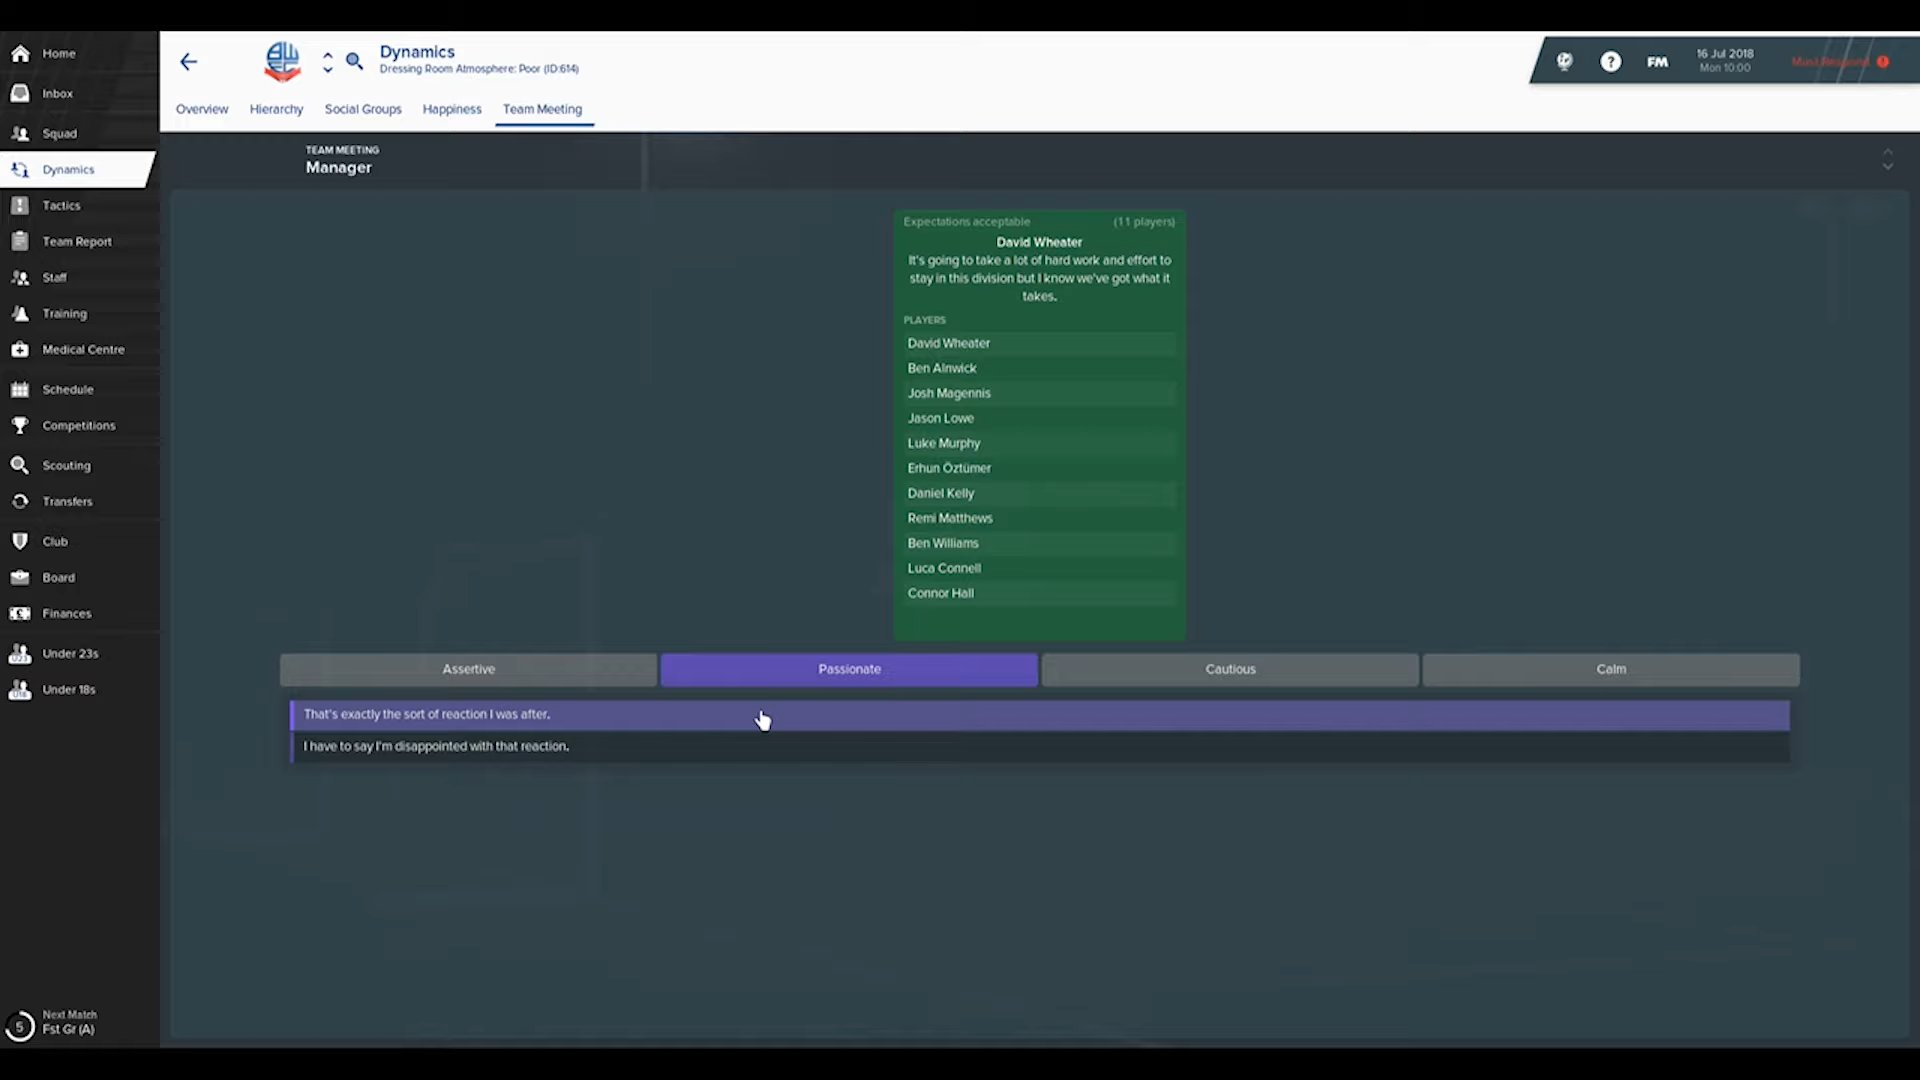 Home
Inbox
Squad
Dynamics
Tactics
Team Report
Staff
Training
Medical Centre
Schedule
Competitions
Scouting
Transfers
Club
Board
Finances
Under 23s
Under 18s
5
Next Match
Fst Gr (A)
Dynamics
Dressing Room Atmosphere: Poor (ID:614)
?
FM
16 Jul 2018
Mon 10:00
Must Respond
Overview Hierarchy Social Groups Happiness Team Meeting
TEAM MEETING
Manager
Expectations acceptable (11 players)
David Wheater
It's going to take a lot of hard work and effort to
stay in this division but I know we've got what it
takes.
PLAYERS
David Wheater
Ben Alnwick
Josh Magennis
Jason Lowe
Luke Murphy
Erhun Öztümer
Daniel Kelly
Remi Matthews
Ben Williams
Luca Connell
Connor Hall
Assertive Passionate Cautious Calm
That's exactly the sort of reaction I was after.
I have to say I'm disappointed with that reaction.